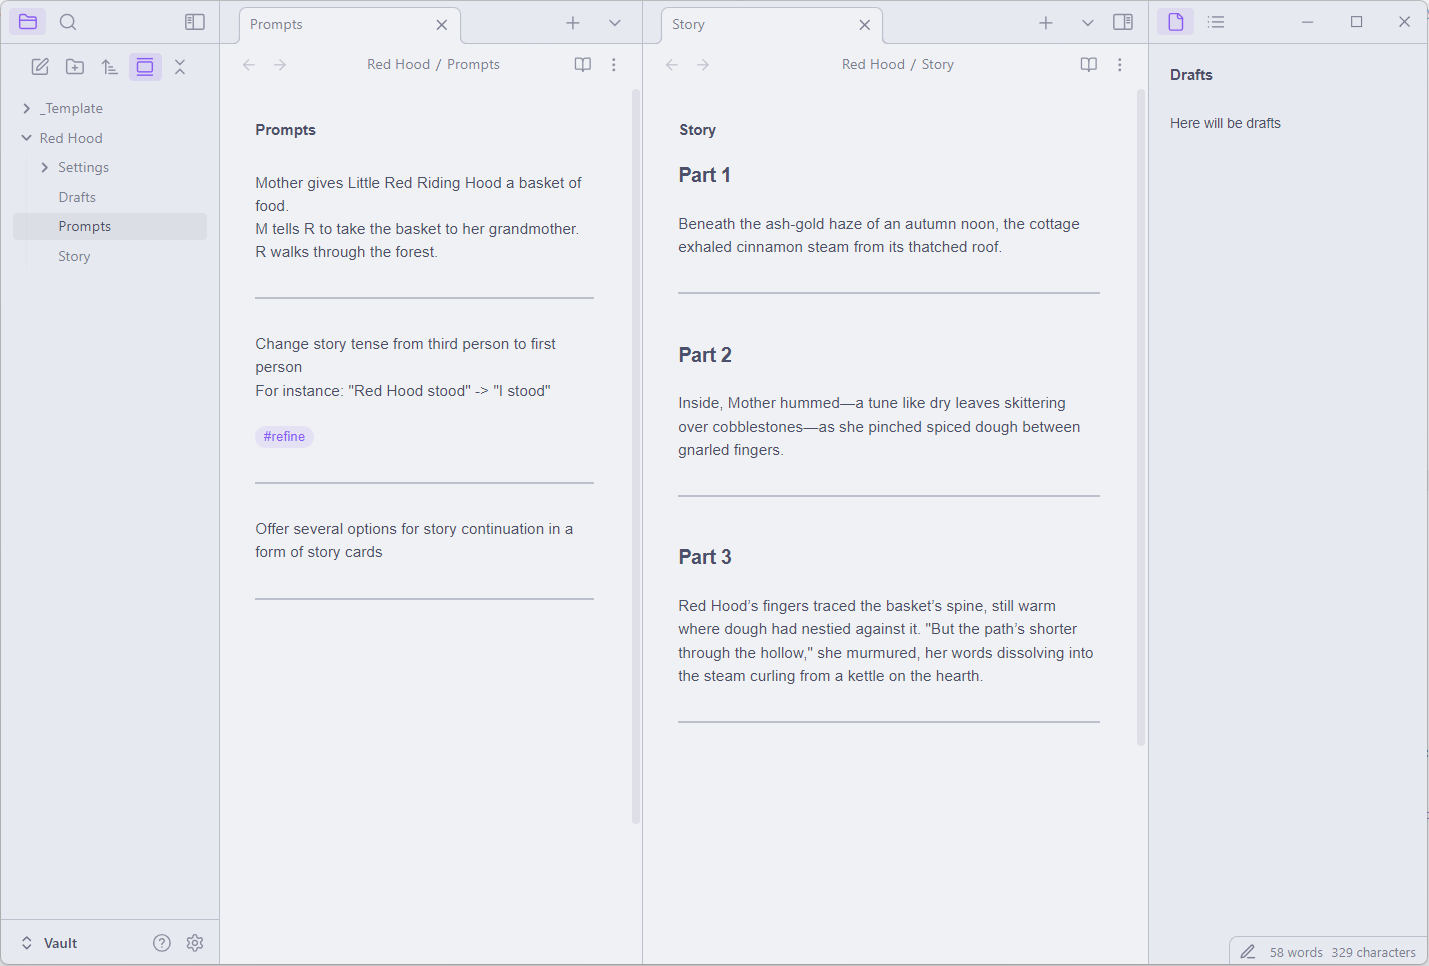 Prompts
Story
Red Hood / Prompts
Red Hood / Story
_Template
Red Hood
Settings
Drafts
Prompts
Story
Vault
Prompts
Mother gives Little Red Riding Hood a basket of
food.
M tells R to take the basket to her grandmother.
R walks through the forest.
Change story tense from third person to first
person
For instance: "Red Hood stood" -> "I stood"
#refine
Offer several options for story continuation in a
form of story cards
Story
Part 1
Beneath the ash-gold haze of an autumn noon, the cottage
exhaled cinnamon steam from its thatched roof.
Part 2
Inside, Mother hummed—a tune like dry leaves skittering
over cobblestones—as she pinched spiced dough between
gnarled fingers.
Part 3
Red Hood’s fingers traced the basket’s spine, still warm
where dough had nestied against it. "But the path’s shorter
through the hollow," she murmured, her words dissolving into
the steam curling from a kettle on the hearth.
Drafts
Here will be drafts
58 words 329 characters